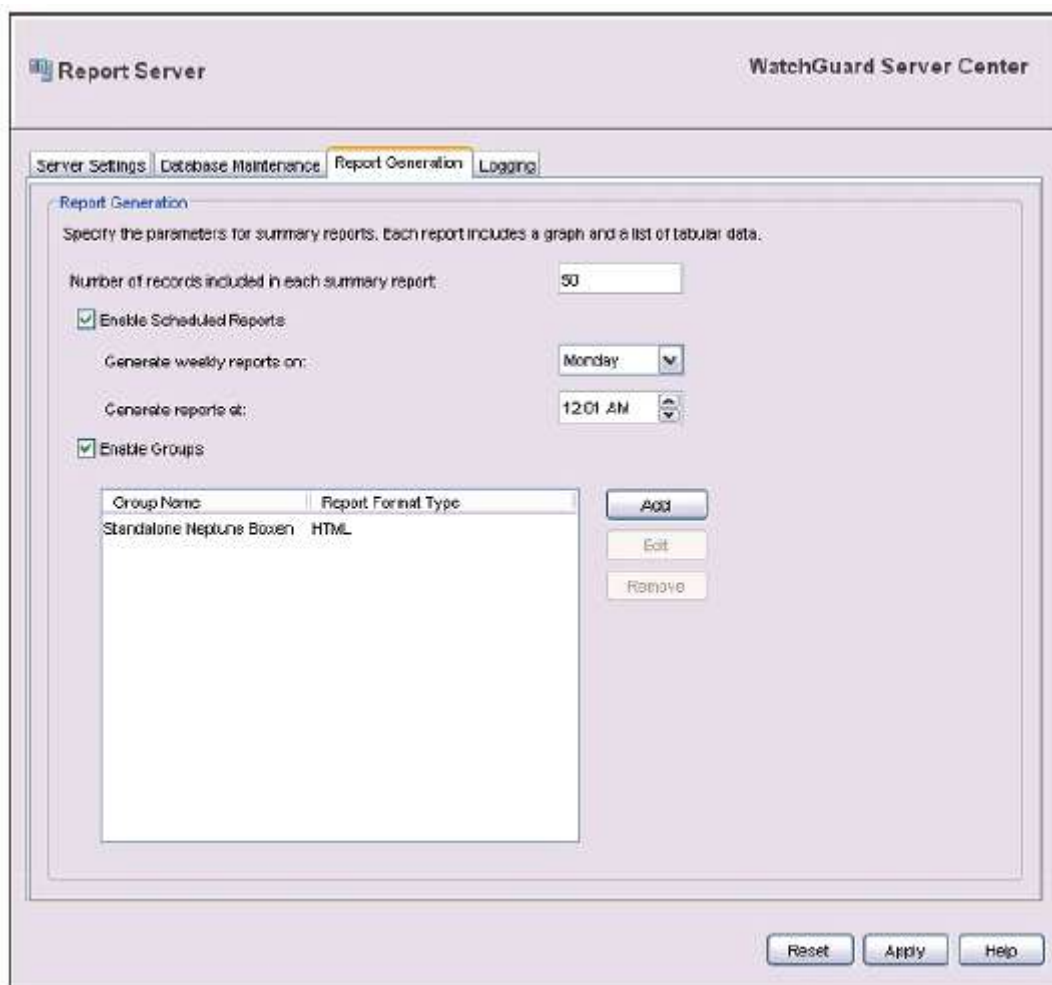 Report Server
WatchGuard Server Center
Server Settings
Database Maintenance
Report Generation
Logging
Report Generation
Specify the parameters for summary reports. Each report includes a graph and a list of tabular data.
Number of records included in each summary report:
50
Enable Scheduled Reports
Generate weekly reports on:
Monday
Generate reports at:
12:01 AM
Enable Groups
Group Name
Report Format Type
Standalone Neptune Boxen
HTML
Add
Edit
Remove
Reset
Apply
Help